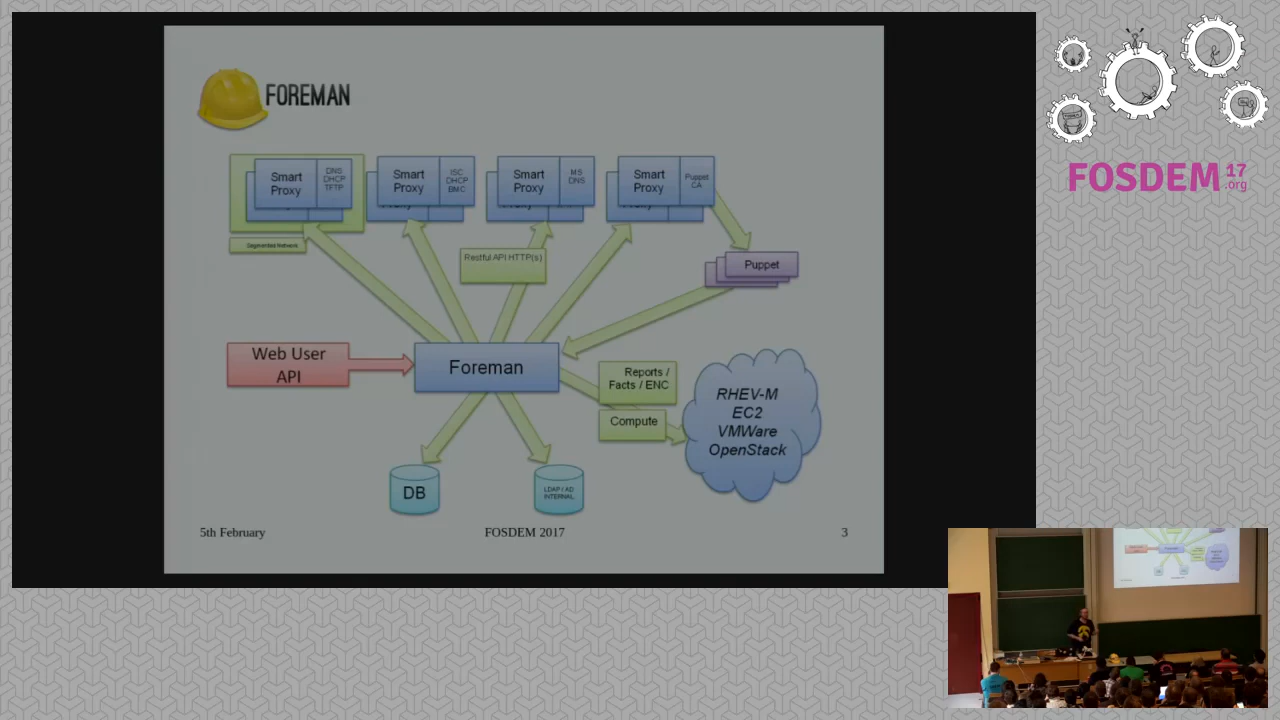 FOREMAN
Smart
Proxy
DNS
DHCP
TFTP
Smart
Proxy
ISC
DHCP
BMC
Smart
Proxy
MS
DNS
Smart
Proxy
Puppet
CA
Segmented Network
Restful API HTTP(s)
Puppet
Web User
API
Foreman
Reports /
Facts / ENC
Compute
RHEV-M
EC2
VMWare
OpenStack
DB
LDAP / AD
INTERNAL
5th February
FOSDEM 2017
3
FOSDEM 17
.org